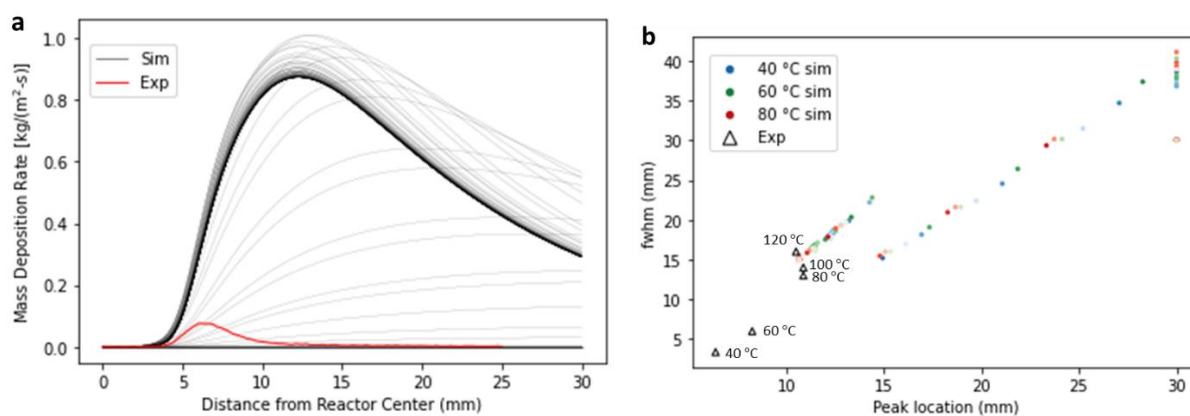 a
1.0
0.8
0.6
0.4
0.2
0.0
Mass Deposition Rate [kg/(m²-s)]
Sim
Exp
0 5 10 15 20 25 30
Distance from Reactor Center (mm)
b
40
35
30
25
20
15
10
5
fwhm (mm)
40 °C sim
60 °C sim
80 °C sim
Exp
120 °C
100 °C
80 °C
60 °C
40 °C
10 15 20 25 30
Peak location (mm)